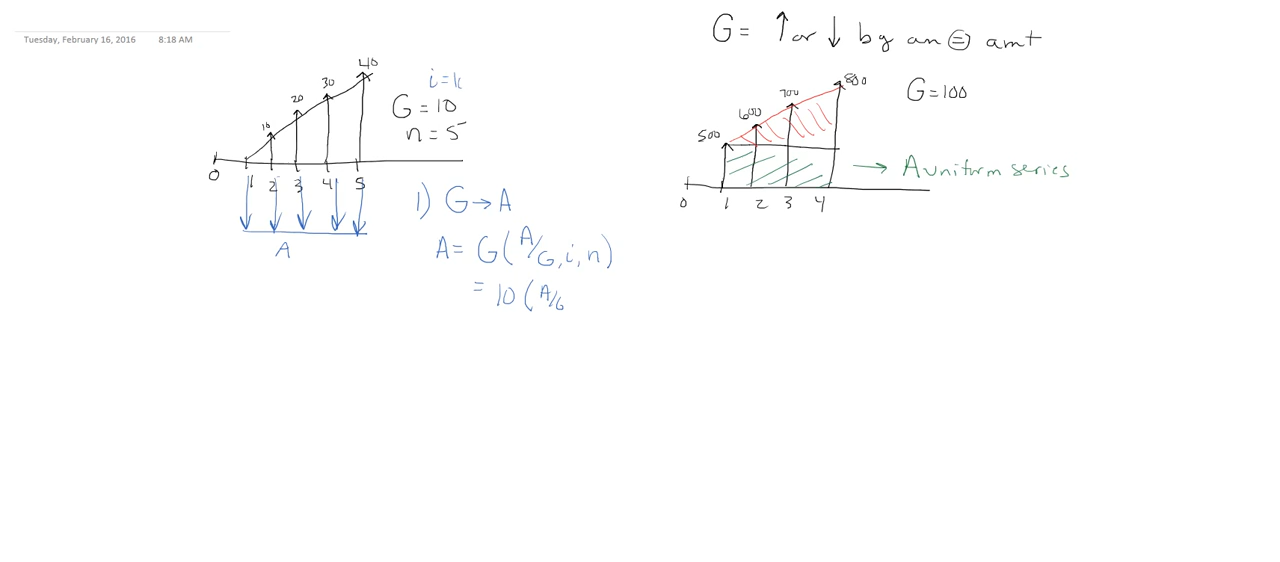 Tuesday, February 16, 2016 8:18 AM
G = ↑ or ↓ by an ⊜ amt
10 20 30 40
G = 10
n = 5
0 1 2 3 4 5
A
1) G → A
A = G(A/G, i, n)
= 10 (A/G
500 600 700 800
G = 100
→ A uniform series
0 1 2 3 4